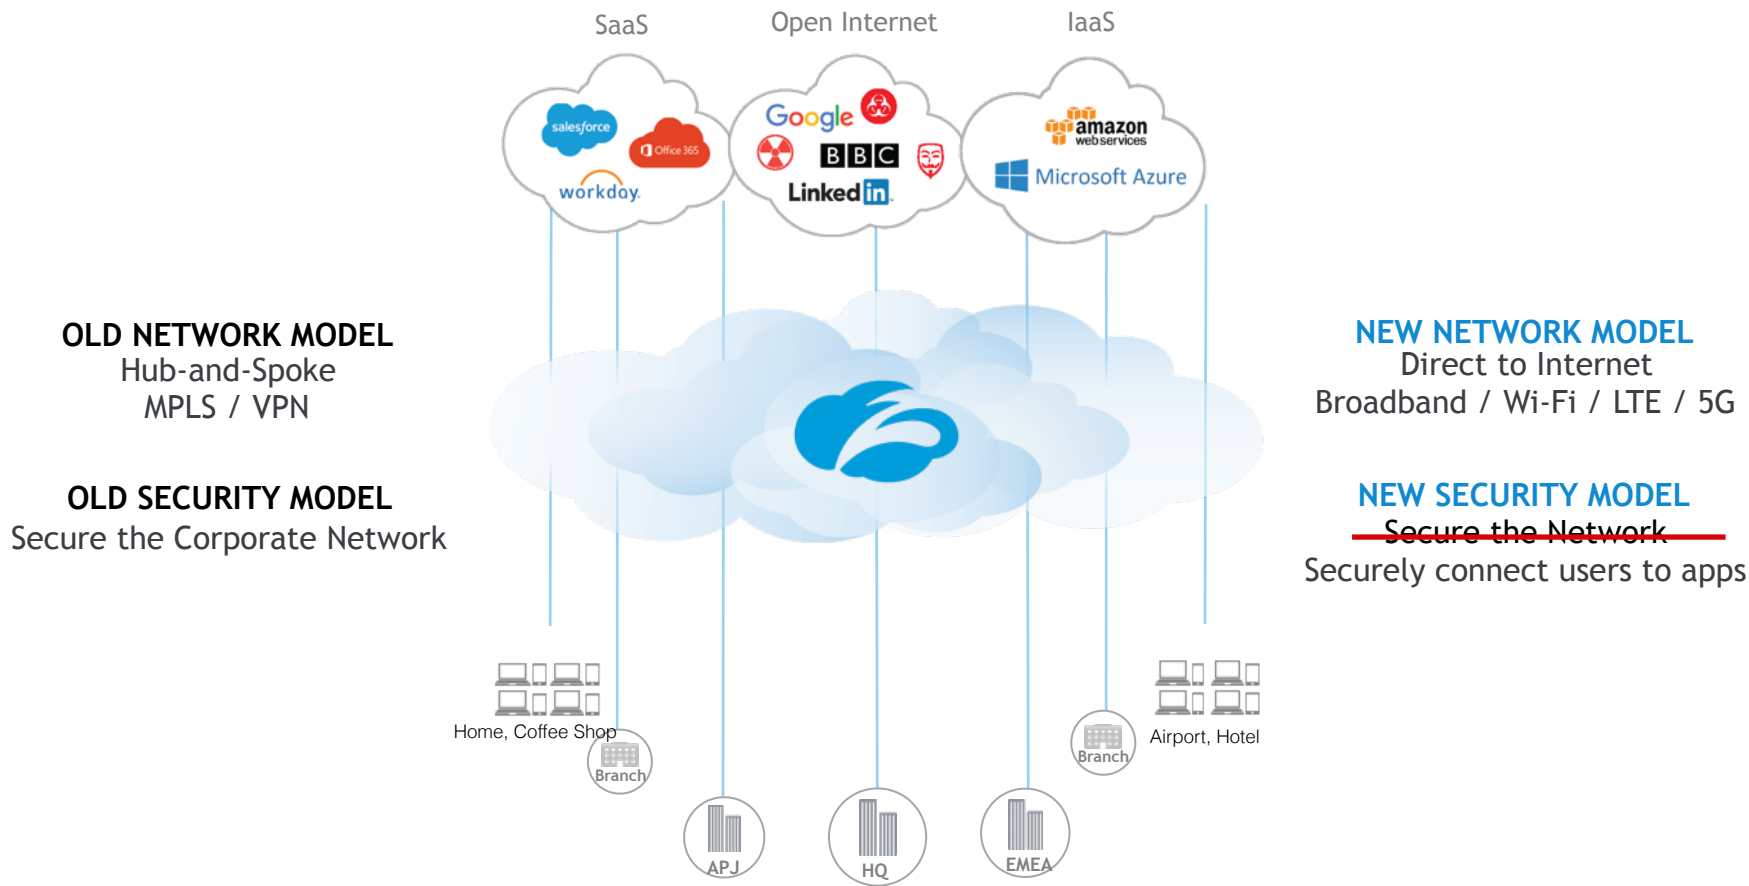 SaaS
Open Internet
IaaS
salesforce
Office 365
workday.
Google
BBC
Linked in.
amazon
webservices
Microsoft Azure
OLD NETWORK MODEL
Hub-and-Spoke
MPLS / VPN
OLD SECURITY MODEL
Secure the Corporate Network
NEW NETWORK MODEL
Direct to Internet
Broadband / Wi-Fi / LTE / 5G
NEW SECURITY MODEL
Secure the Network
Securely connect users to apps
Home, Coffee Shop
Branch
APJ
HQ
EMEA
Branch
Airport, Hotel